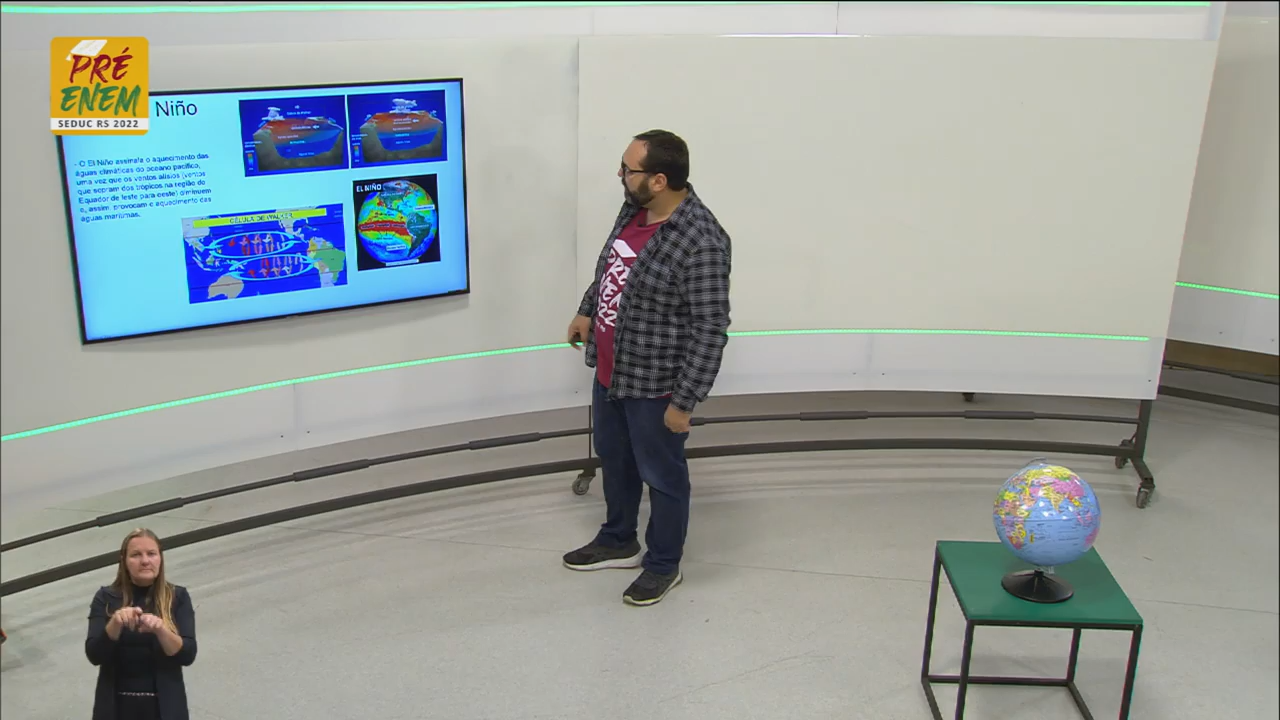 PRÉ
ENEM
SEDUC RS 2022
Niño
- O El Niño assinala o aquecimento das
águas climáticas do oceano pacífico,
uma vez que os ventos alísios (ventos
que sopram dos trópicos na região do
Equador de leste para oeste) diminuem
e, assim, provocam o aquecimento das
águas marítimas.
CÉLULA DE WALKER
EL NIÑO